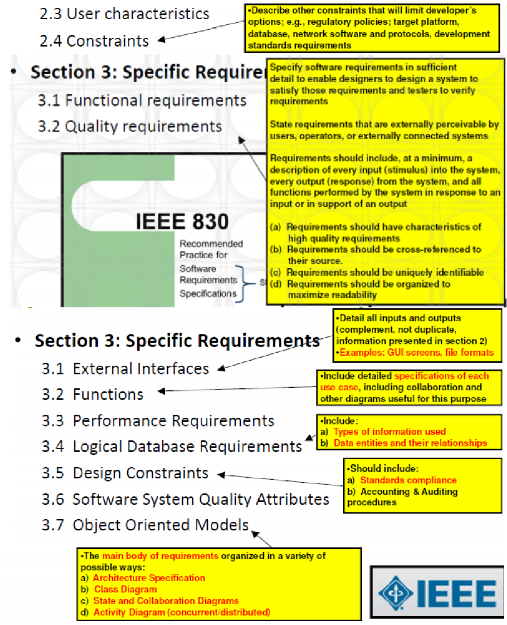 2.3 User characteristics
2.4 Constraints
•Describe other constraints that will limit developer's
options; e.g., regulatory policies; target platform,
database, network software and protocols, development
standards requirements
• Section 3: Specific Requirer
3.1 Functional requirements
3.2 Quality requirements
Specify software requirements in sufficient
detail to enable designers to design a system to
satisfy those requirements and testers to verify
requirements
State requirements that are externally perceivable by
users, operators, or externally connected systems
Requirements should include, at a minimum, a
description of every input (stimulus) into the system,
every output (response) from the system, and all
functions performed by the system in response to an
input or in support of an output
(a) Requirements should have characteristics of
high quality requirements
(b) Requirements should be cross-referenced to
their source.
(c) Requirements should be uniquely identifiable
(d) Requirements should be organized to
maximize readability
IEEE 830
Recommended
Practice for
Software
Requirements
Specifications
S
• Section 3: Specific Requirements
•Detail all inputs and outputs
(complement, not duplicate,
information presented in section 2)
•Examples: GUI screens, file formats
3.1 External Interfaces
3.2 Functions
•Include detailed specifications of each
use case, including collaboration and
other diagrams useful for this purpose
3.3 Performance Requirements
3.4 Logical Database Requirements
•Include:
a) Types of information used
b) Data entities and their relationships
3.5 Design Constraints
•Should include:
a) Standards compliance
b) Accounting & Auditing
procedures
3.6 Software System Quality Attributes
3.7 Object Oriented Models
•The main body of requirements organized in a variety of
possible ways:
a) Architecture Specification
b) Class Diagram
c) State and Collaboration Diagrams
d) Activity Diagram (concurrent/distributed)
IEEE